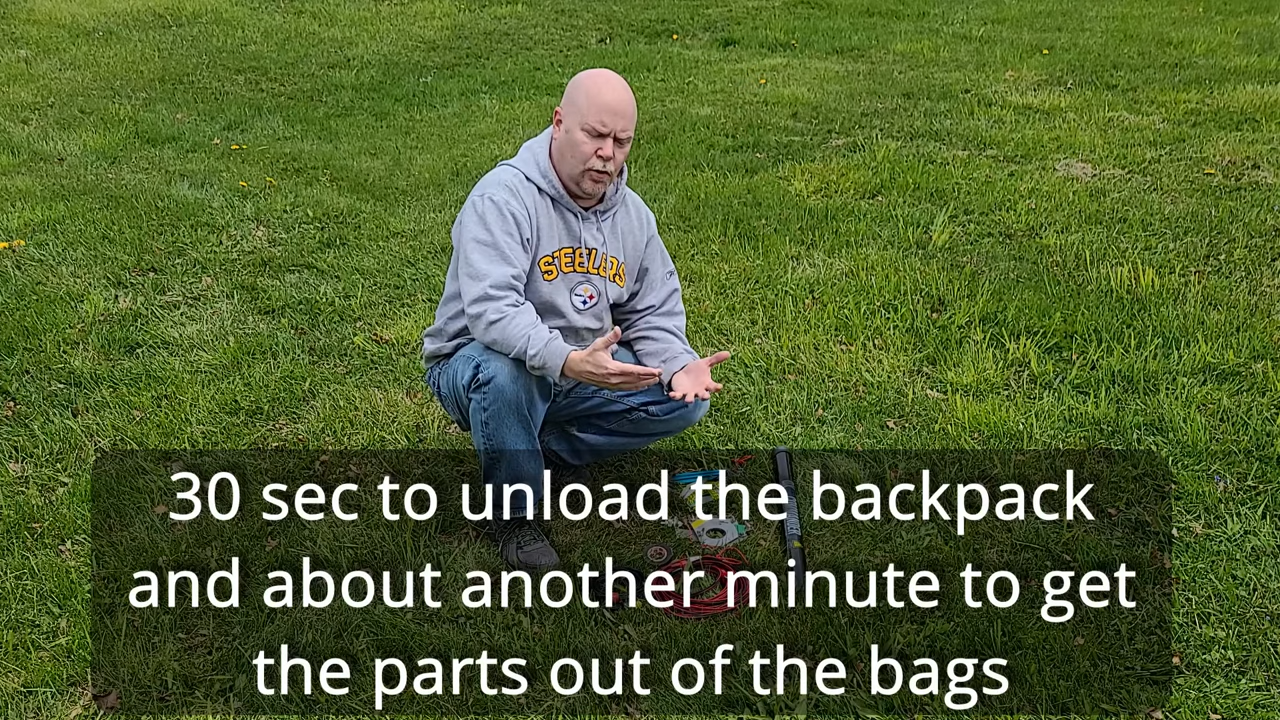 STEELERS
30 sec to unload the backpack
and about another minute to get
the parts out of the bags